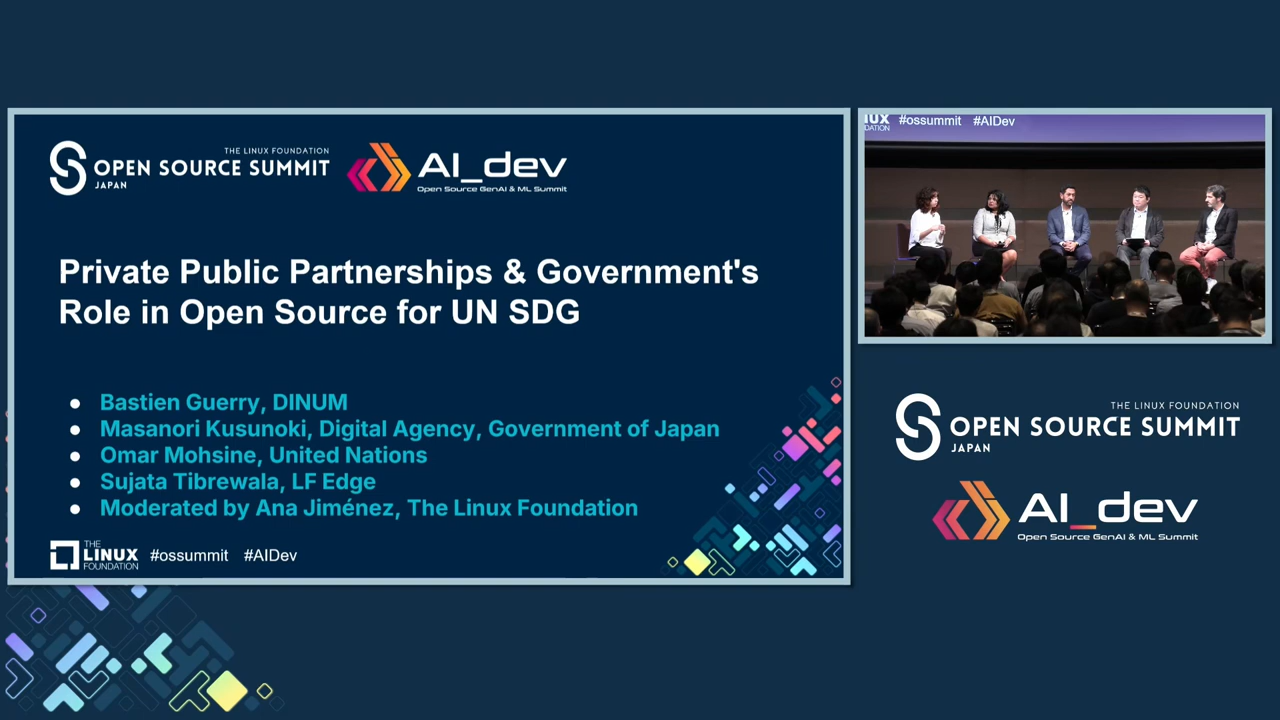 THE LINUX FOUNDATION
OPEN SOURCE SUMMIT
JAPAN
AI_dev
Open Source GenAI & ML Summit
Private Public Partnerships & Government's
Role in Open Source for UN SDG
● Bastien Guerry, DINUM
● Masanori Kusunoki, Digital Agency, Government of Japan
● Omar Mohsine, United Nations
● Sujata Tibrewala, LF Edge
● Moderated by Ana Jiménez, The Linux Foundation
THE
LINUX
FOUNDATION
#ossummit #AIDev
UX
DATION
#ossummit #AIDev
THE LINUX FOUNDATION
OPEN SOURCE SUMMIT
JAPAN
AI_dev
Open Source GenAI & ML Summit